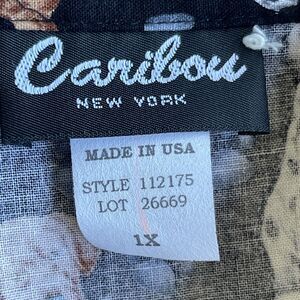 Caribou
NEW YORK
MADE IN USA
STYLE 112175
LOT 26669
1X